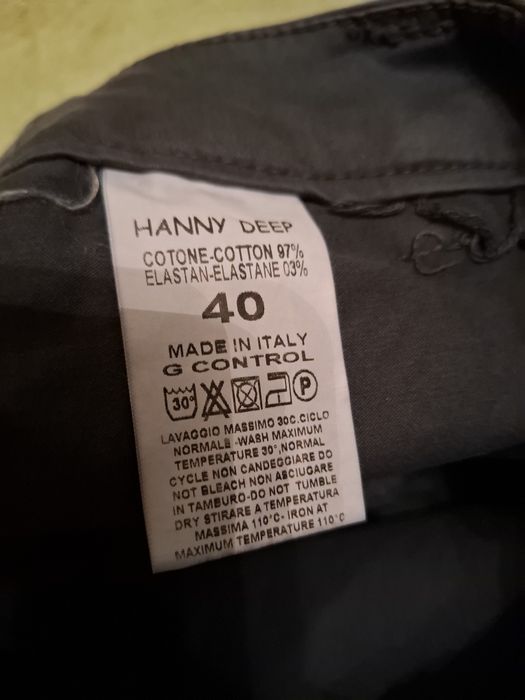 HANNY DEEP
COTONE-COTTON 97%
ELASTAN-ELASTANE 03%
40
MADE IN ITALY
G CONTROL
30° P
LAVAGGIO MASSIMO 30C.CICLO
NORMALE -WASH MAXIMUM
TEMPERATURE 30°,NORMAL
CYCLE NON CANDEGGIARE DO
NOT BLEACH NON ASCIUGARE
IN TAMBURO-DO NOT TUMBLE
DRY STIRARE A TEMPERATURA
MASSIMA 110°C- IRON AT
MAXIMUM TEMPERATURE 110°C